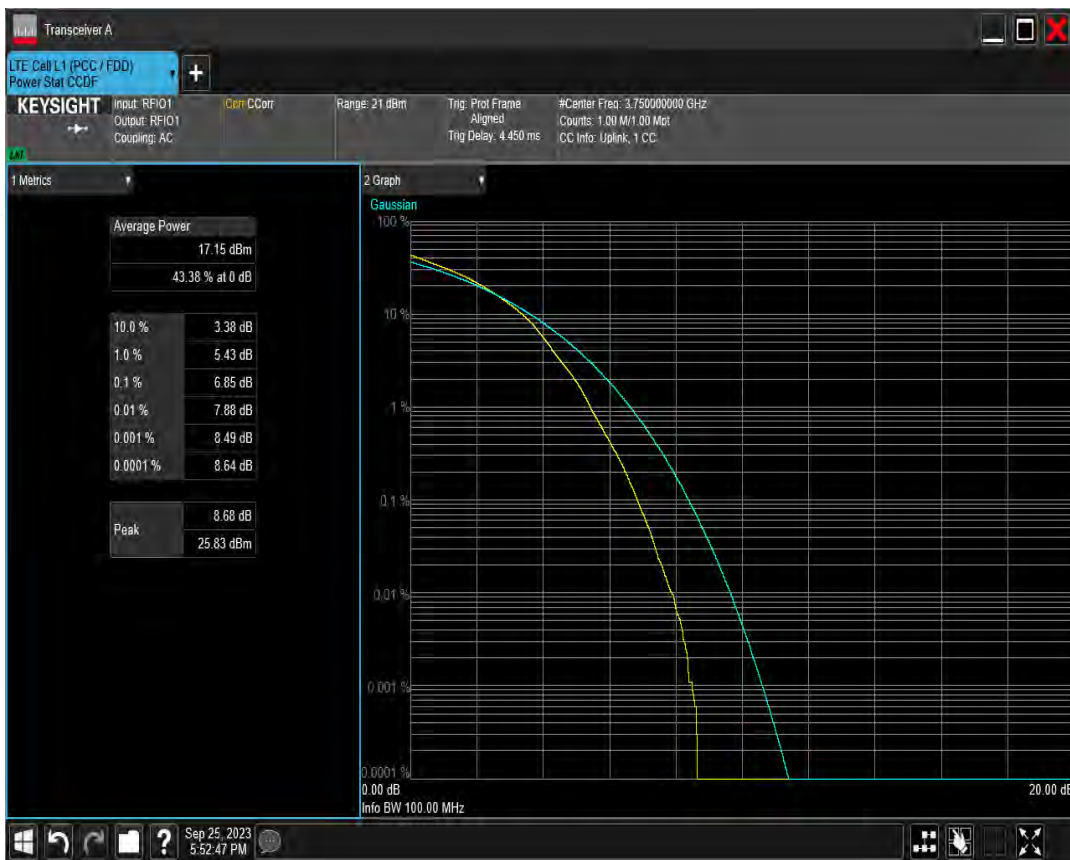 Transceiver A
LTE Cell L1 (PCC / FDD)
Power Stat CCDF
+
KEYSIGHT
Input: RFIO1
Output: RFIO1
Coupling: AC
Corr CCorr
Range: 21 dBm
Trig: Prot Frame
Aligned
Trig Delay: 4.450 ms
#Center Freq: 3.750000000 GHz
Counts: 1.00 M/1.00 Mpt
CC Info: Uplink, 1 CC
1 Metrics
Average Power
17.15 dBm
43.38 % at 0 dB
10.0 % 3.38 dB
1.0 % 5.43 dB
0.1 % 6.85 dB
0.01 % 7.88 dB
0.001 % 8.49 dB
0.0001 % 8.64 dB
Peak 8.68 dB
25.83 dBm
2 Graph
Gaussian
100 %
10 %
1 %
0.1 %
0.01 %
0.001 %
0.0001 %
0.00 dB 20.00 dB
Info BW 100.00 MHz
?
Sep 25, 2023
5:52:47 PM